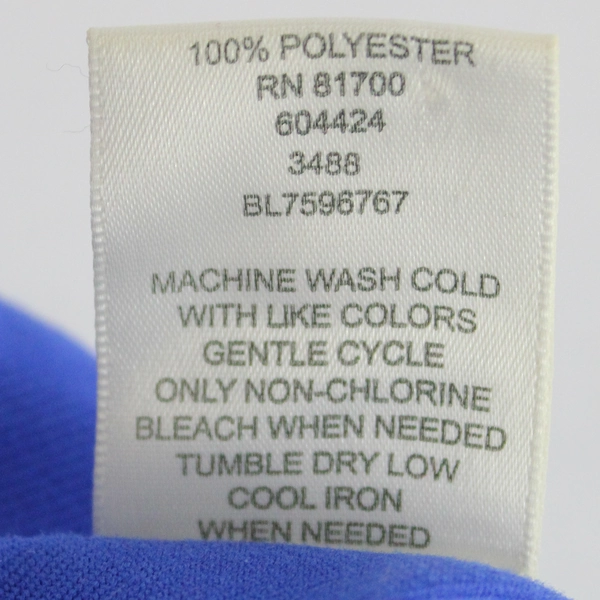 100% POLYESTER
RN 81700
604424
3488
BL7596767
MACHINE WASH COLD
WITH LIKE COLORS
GENTLE CYCLE
ONLY NON-CHLORINE
BLEACH WHEN NEEDED
TUMBLE DRY LOW
COOL IRON
WHEN NEEDED